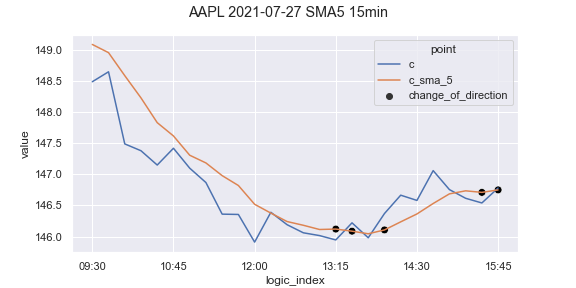 AAPL 2021-07-27 SMA5 15min
point
c
c_sma_5
change_of_direction
149.0
148.5
148.0
147.5
147.0
146.5
146.0
value
09:30 10:45 12:00 13:15 14:30 15:45
logic_index